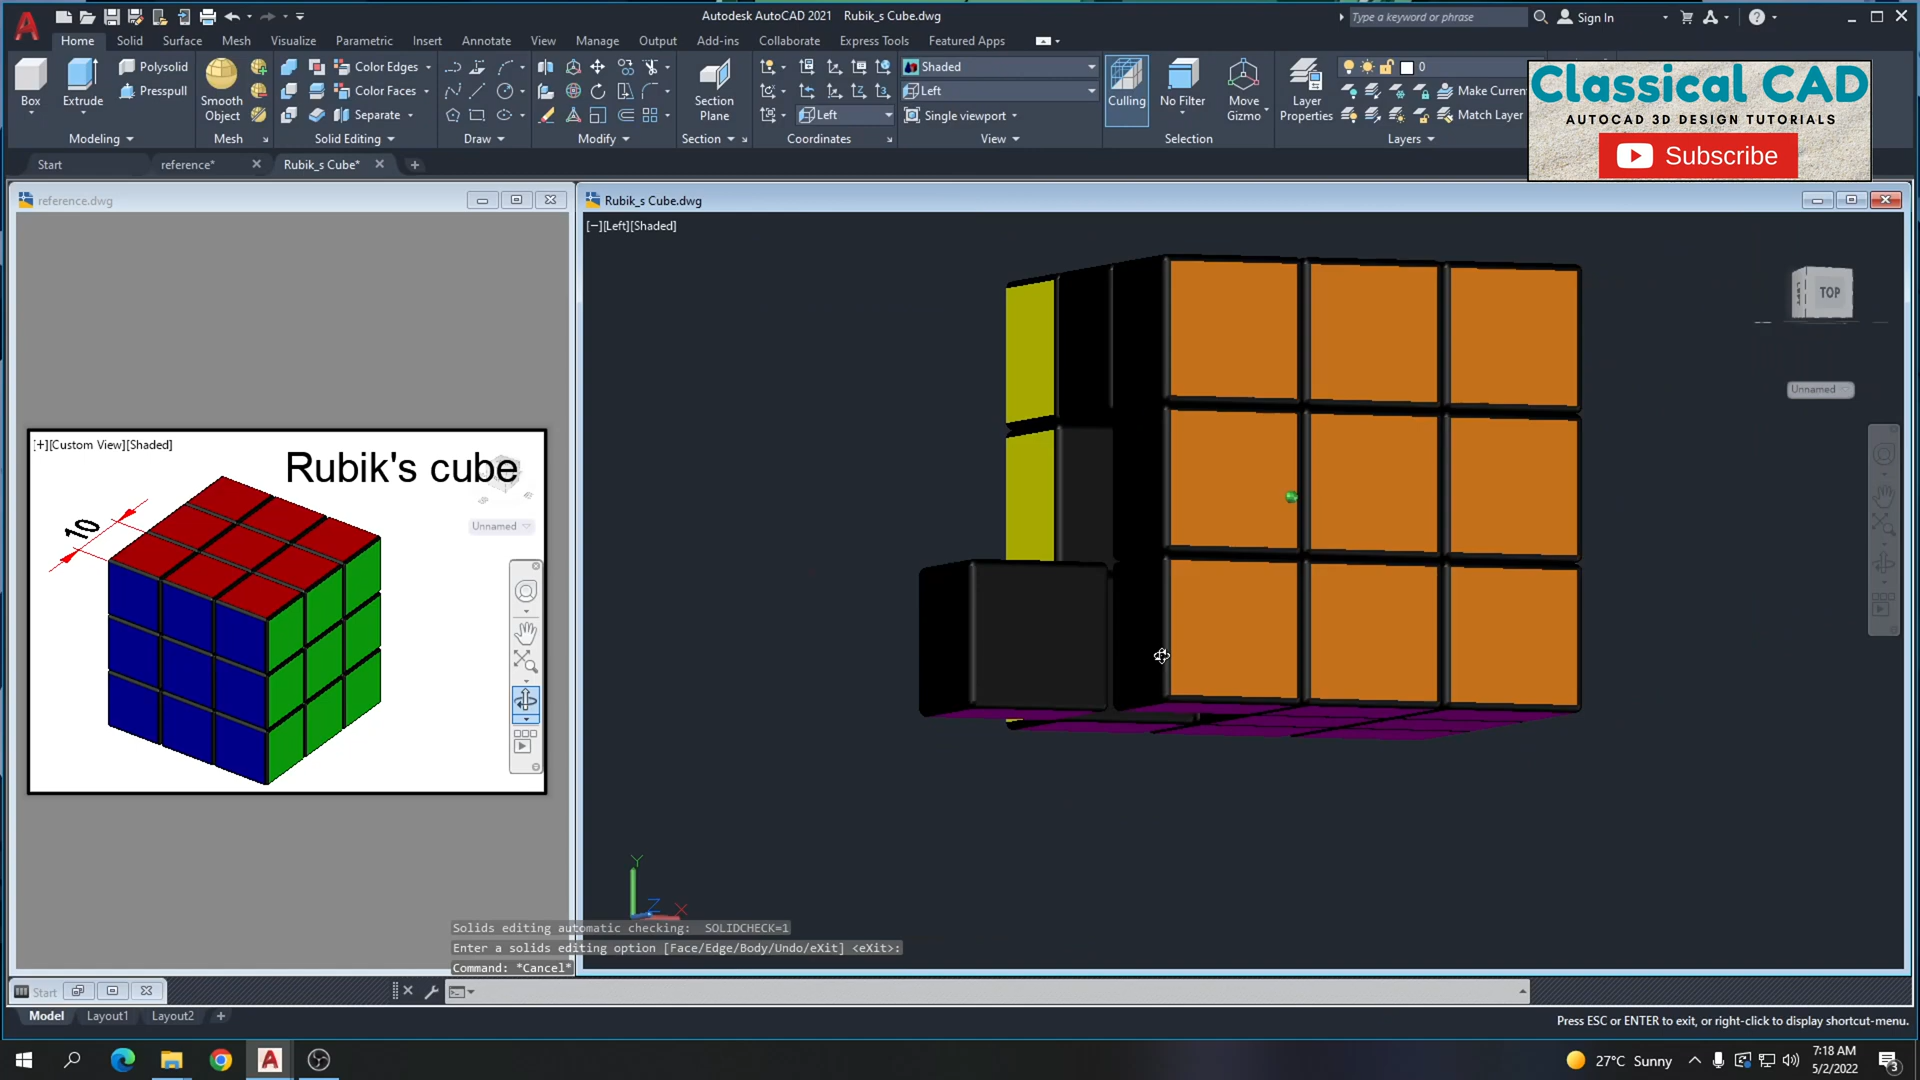 Autodesk AutoCAD 2021 Rubik_s Cube.dwg
Type a keyword or phrase
Sign In
Home Solid Surface Mesh Visualize Parametric Insert Annotate View Manage Output Add-ins Collaborate Express Tools Featured Apps
Box
Extrude
Polysolid
Presspull
Smooth
Object
Color Edges
Color Faces
Separate
Section
Plane
Left
Shaded
Left
Single viewport
Culling
No Filter
Move
Gizmo
Layer
Properties
0
Make Current
Match Layer
Modeling
Mesh
Solid Editing
Draw
Modify
Section
Coordinates
View
Selection
Layers
Classical CAD
AUTOCAD 3D DESIGN TUTORIALS
Subscribe
Start
reference*
Rubik_s Cube*
reference.dwg
[+][Custom View][Shaded]
Rubik's cube
10
Unnamed
Rubik_s Cube.dwg
[−][Left][Shaded]
TOP
Unnamed
Y
Z
X
Solids editing automatic checking: SOLIDCHECK=1
Enter a solids editing option [Face/Edge/Body/Undo/eXit] <eXit>:
Command: *Cancel*
Start
Model Layout1 Layout2
Press ESC or ENTER to exit, or right-click to display shortcut-menu.
27°C Sunny
7:18 AM
5/2/2022
3